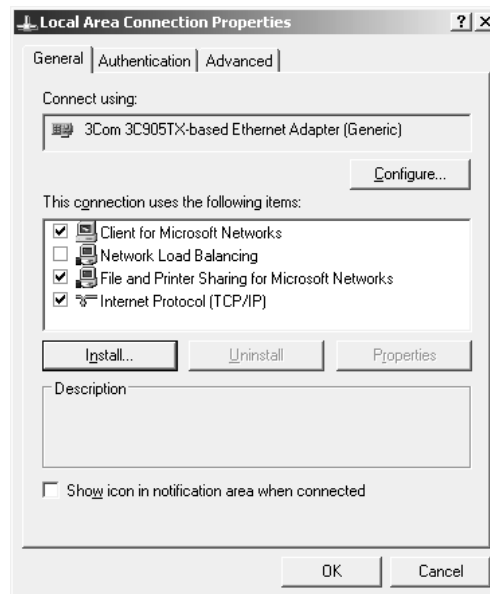 Local Area Connection Properties
General Authentication Advanced
Connect using:
3Com 3C905TX-based Ethernet Adapter (Generic)
Configure...
This connection uses the following items:
Client for Microsoft Networks
Network Load Balancing
File and Printer Sharing for Microsoft Networks
Internet Protocol (TCP/IP)
Install... Uninstall Properties
Description
Show icon in notification area when connected
OK Cancel